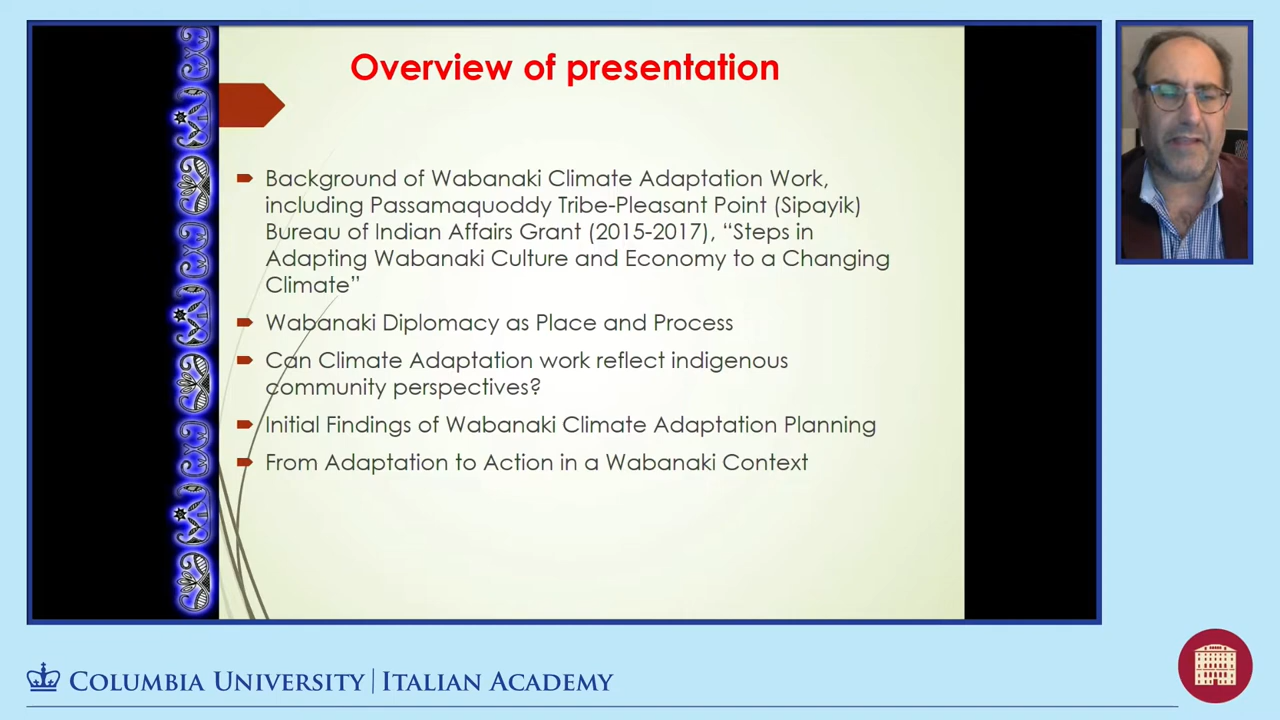 Overview of presentation
Background of Wabanaki Climate Adaptation Work,
including Passamaquoddy Tribe-Pleasant Point (Sipayik)
Bureau of Indian Affairs Grant (2015-2017), “Steps in
Adapting Wabanaki Culture and Economy to a Changing
Climate”
Wabanaki Diplomacy as Place and Process
Can Climate Adaptation work reflect indigenous
community perspectives?
Initial Findings of Wabanaki Climate Adaptation Planning
From Adaptation to Action in a Wabanaki Context
COLUMBIA UNIVERSITY | ITALIAN ACADEMY